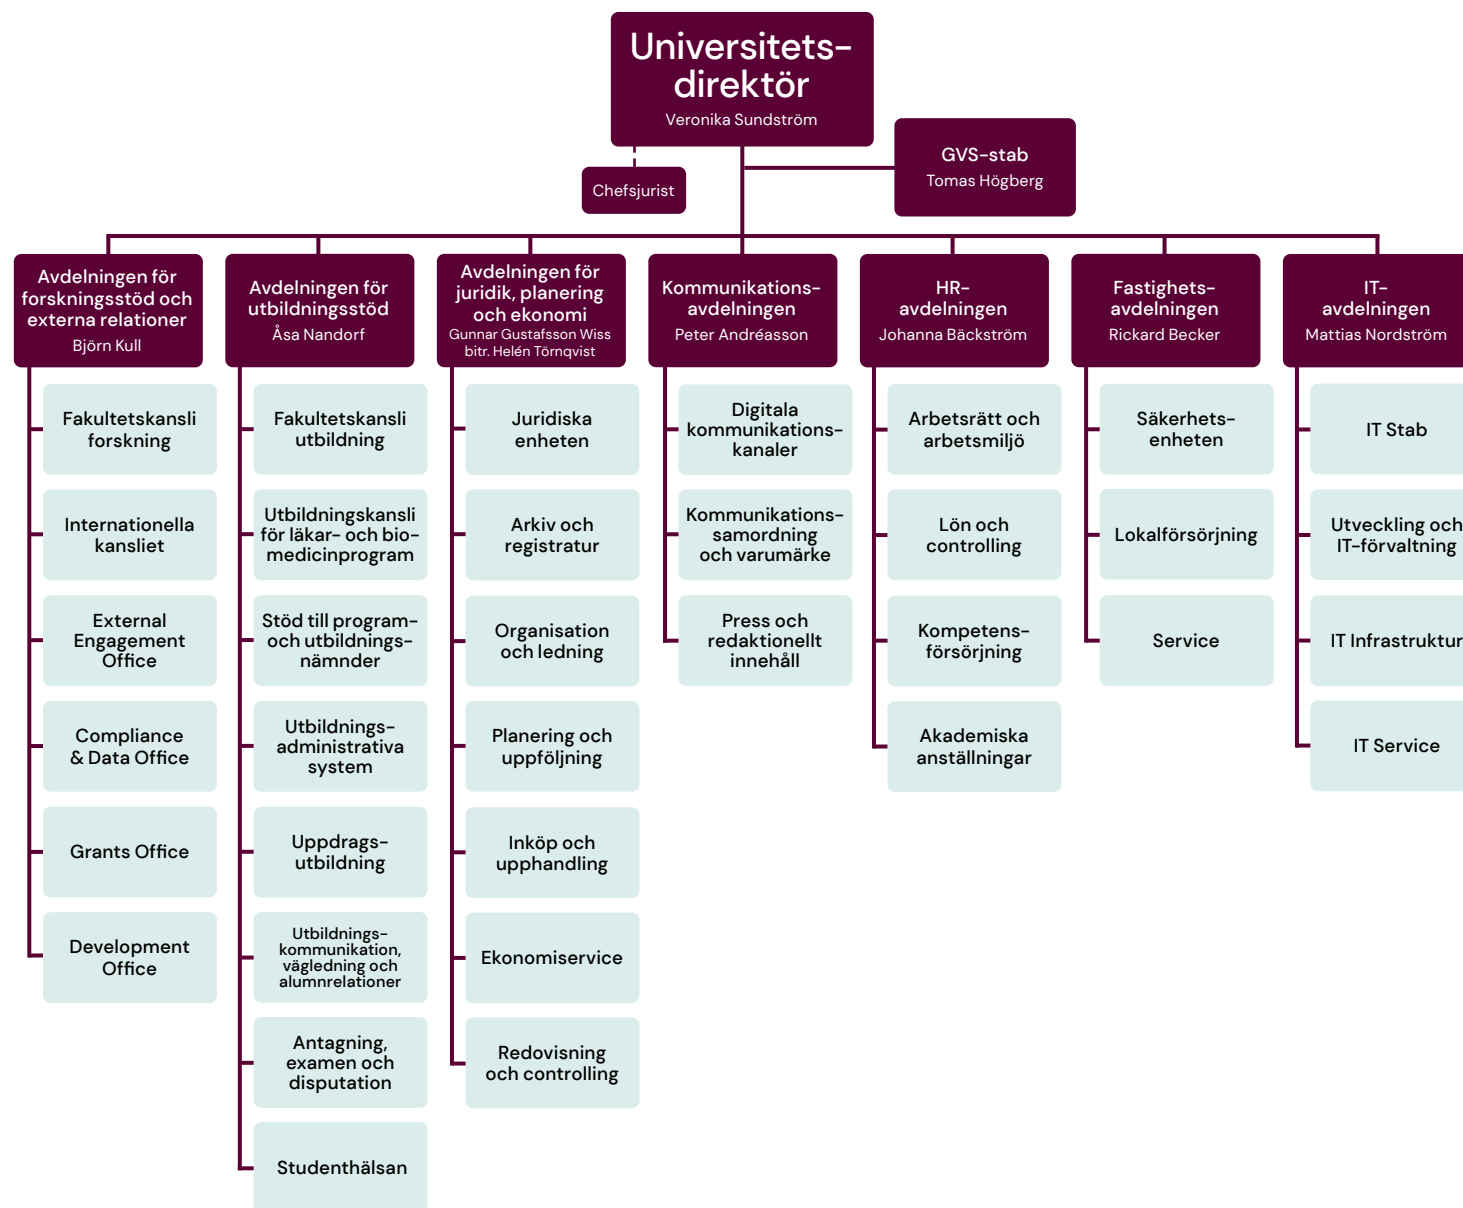 Universitets-
direktör
Veronika Sundström
GVS-stab
Tomas Högberg
Chefsjurist
Avdelningen för
forskningsstöd och
externa relationer
Björn Kull
Fakultetskansli
forskning
Internationella
kansliet
External
Engagement
Office
Compliance
& Data Office
Grants Office
Development
Office
Avdelningen för
utbildningsstöd
Åsa Nandorf
Fakultetskansli
utbildning
Utbildningskansli
för läkar- och bio-
medicinprogram
Stöd till program-
och utbildnings-
nämnder
Utbildnings-
administrativa
system
Uppdrags-
utbildning
Utbildnings-
kommunikation,
vägledning och
alumnrelationer
Antagning,
examen och
disputation
Studenthälsan
Avdelningen för
juridik, planering
och ekonomi
Gunnar Gustafsson Wiss
bitr. Helén Törnqvist
Juridiska
enheten
Arkiv och
registratur
Organisation
och ledning
Planering och
uppföljning
Inköp och
upphandling
Ekonomiservice
Redovisning
och controlling
Kommunikations-
avdelningen
Peter Andréasson
Digitala
kommunikations-
kanaler
Kommunikations-
samordning
och varumärke
Press och
redaktionellt
innehåll
HR-
avdelningen
Johanna Bäckström
Arbetsrätt och
arbetsmiljö
Lön och
controlling
Kompetens-
försörjning
Akademiska
anställningar
Fastighets-
avdelningen
Rickard Becker
Säkerhets-
enheten
Lokalförsörjning
Service
IT-
avdelningen
Mattias Nordström
IT Stab
Utveckling och
IT-förvaltning
IT Infrastruktur
IT Service